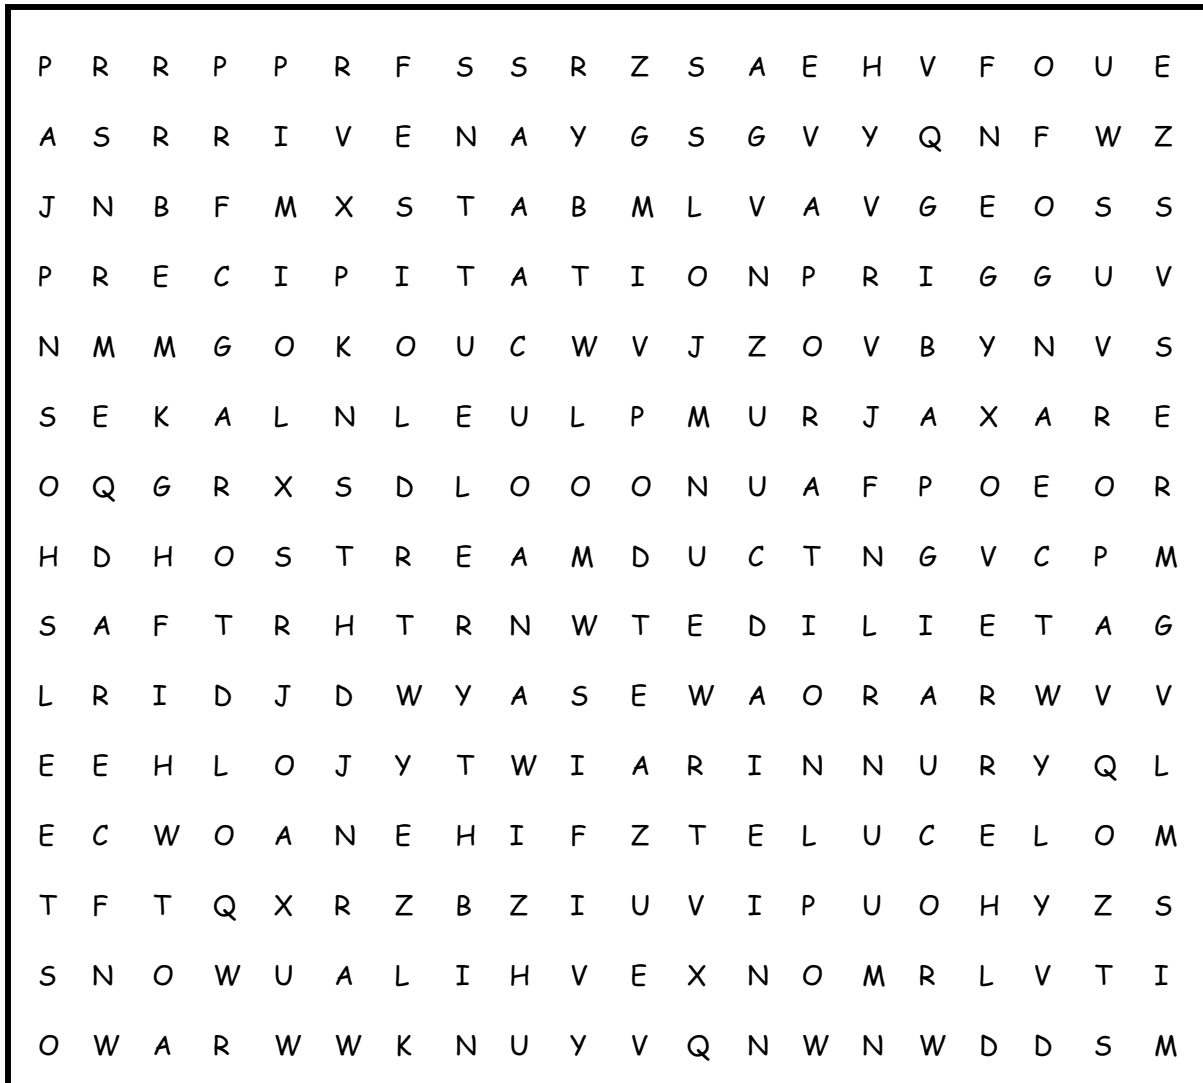 P R R P P R F S S R Z S A E H V F O U E
A S R R I V E N A Y G S G V Y Q N F W Z
J N B F M X S T A B M L V A V G E O S S
P R E C I P I T A T I O N P R I G G U V
N M M G O K O U C W V J Z O V B Y N V S
S E K A L N L E U L P M U R J A X A R E
O Q G R X S D L O O O N U A F P O E O R
H D H O S T R E A M D U C T N G V C P M
S A F T R H T R N W T E D I L I E T A G
L R I D J D W Y A S E W A O R A R W V V
E E H L O J Y T W I A R I N N U R Y Q L
E C W O A N E H I F Z T E L U C E L O M
T F T Q X R Z B Z I U V I P U O H Y Z S
S N O W U A L I H V E X N O M R L V T I
O W A R W W K N U Y V Q N W N W D D S M